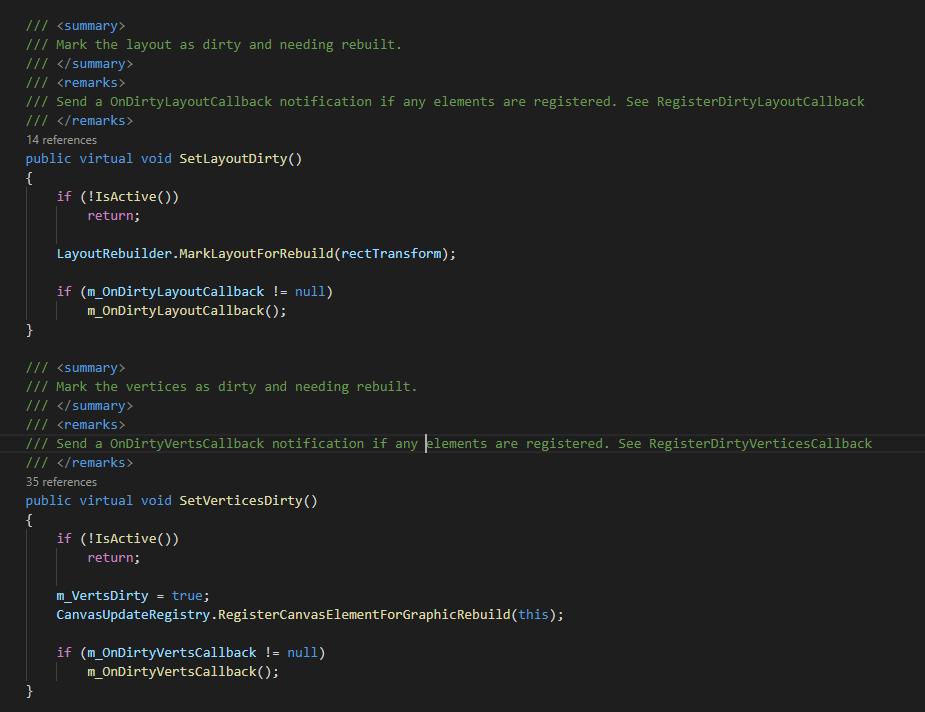 /// <summary>
/// Mark the layout as dirty and needing rebuilt.
/// </summary>
/// <remarks>
/// Send a OnDirtyLayoutCallback notification if any elements are registered. See RegisterDirtyLayoutCallback
/// </remarks>
14 references
public virtual void SetLayoutDirty()
{
    if (!IsActive())
        return;

    LayoutRebuilder.MarkLayoutForRebuild(rectTransform);

    if (m_OnDirtyLayoutCallback != null)
        m_OnDirtyLayoutCallback();
}

/// <summary>
/// Mark the vertices as dirty and needing rebuilt.
/// </summary>
/// <remarks>
/// Send a OnDirtyVertsCallback notification if any elements are registered. See RegisterDirtyVerticesCallback
/// </remarks>
35 references
public virtual void SetVerticesDirty()
{
    if (!IsActive())
        return;

    m_VertsDirty = true;
    CanvasUpdateRegistry.RegisterCanvasElementForGraphicRebuild(this);

    if (m_OnDirtyVertsCallback != null)
        m_OnDirtyVertsCallback();
}